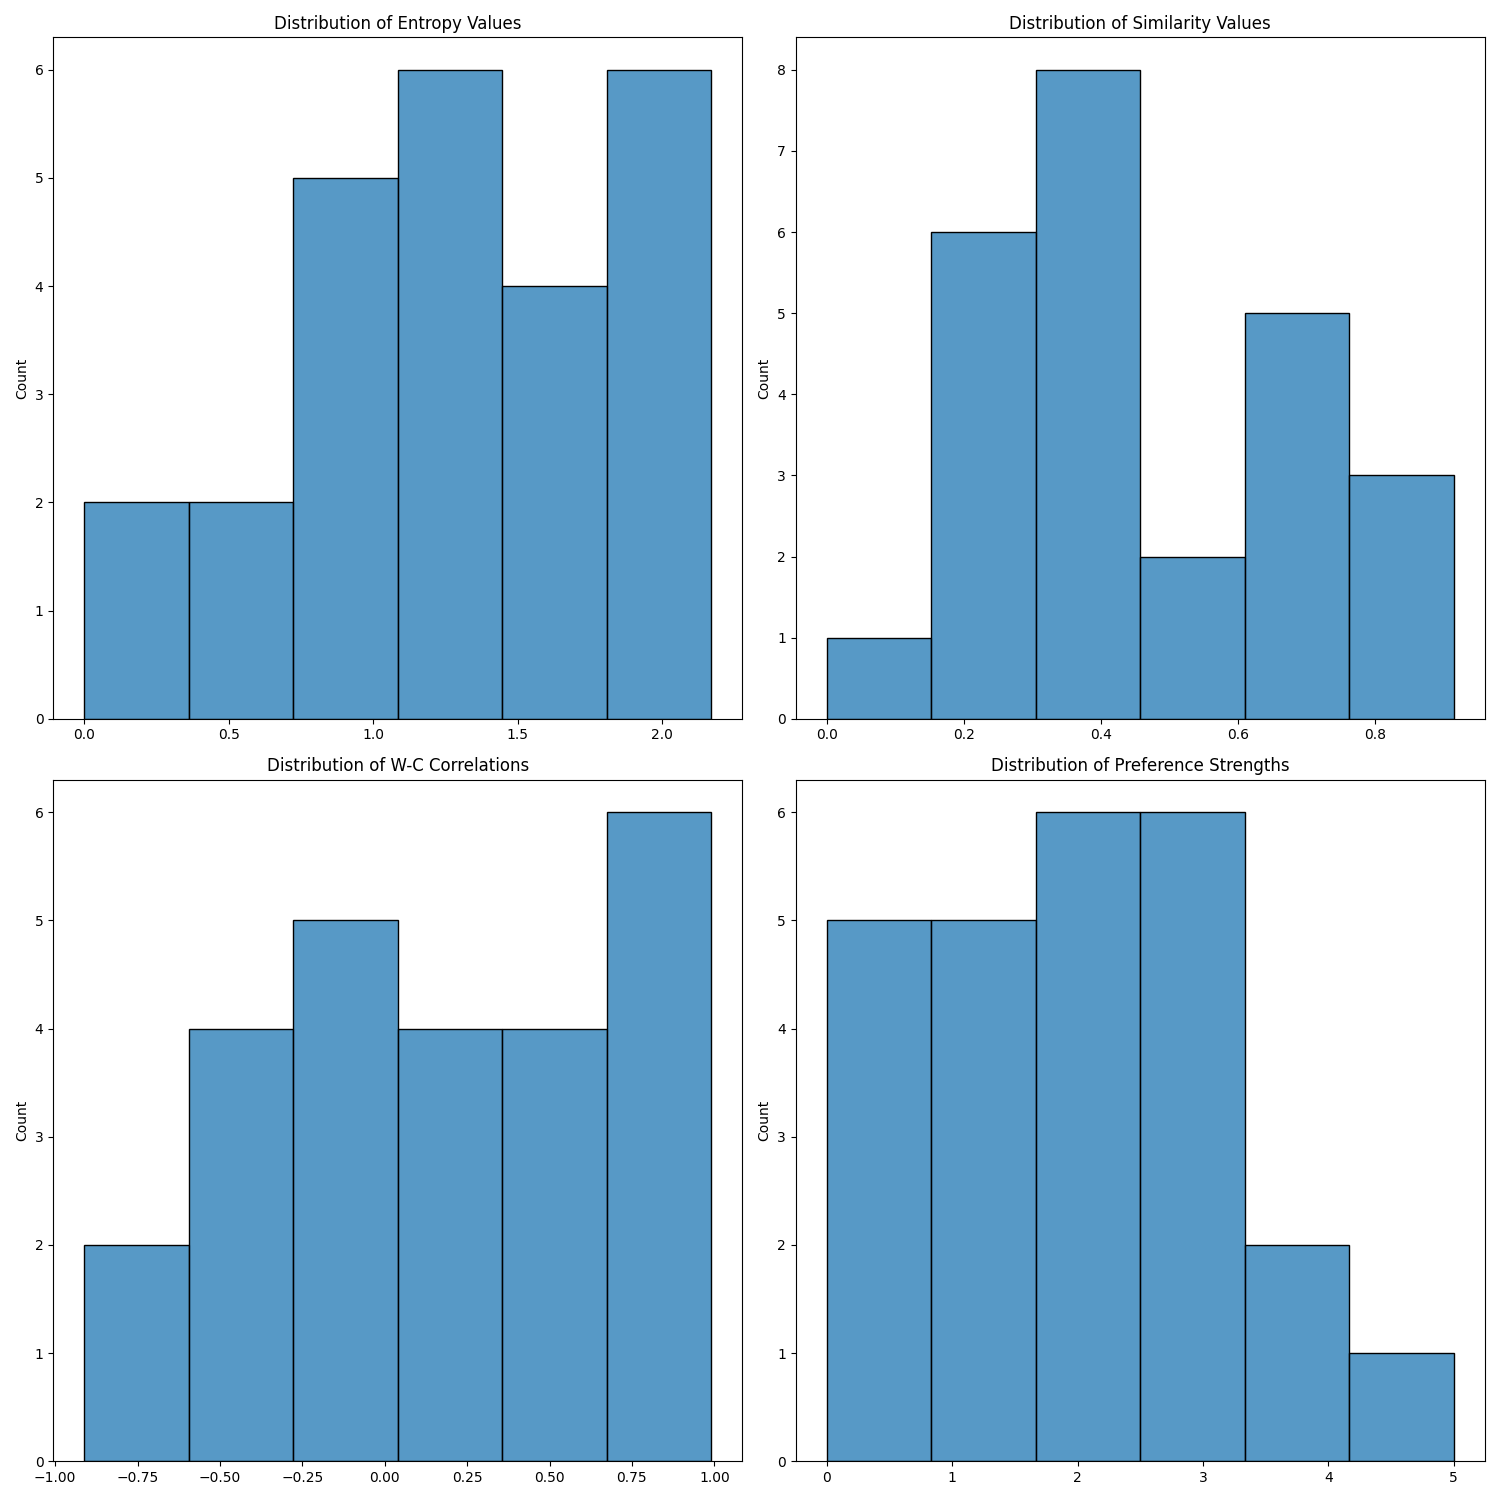 Distribution of Entropy Values
Count
6
5
4
3
2
1
0
0.0 0.5 1.0 1.5 2.0
Distribution of Similarity Values
Count
8
7
6
5
4
3
2
1
0
0.0 0.2 0.4 0.6 0.8
Distribution of W-C Correlations
Count
6
5
4
3
2
1
0
−1.00 −0.75 −0.50 −0.25 0.00 0.25 0.50 0.75 1.00
Distribution of Preference Strengths
Count
6
5
4
3
2
1
0
0 1 2 3 4 5